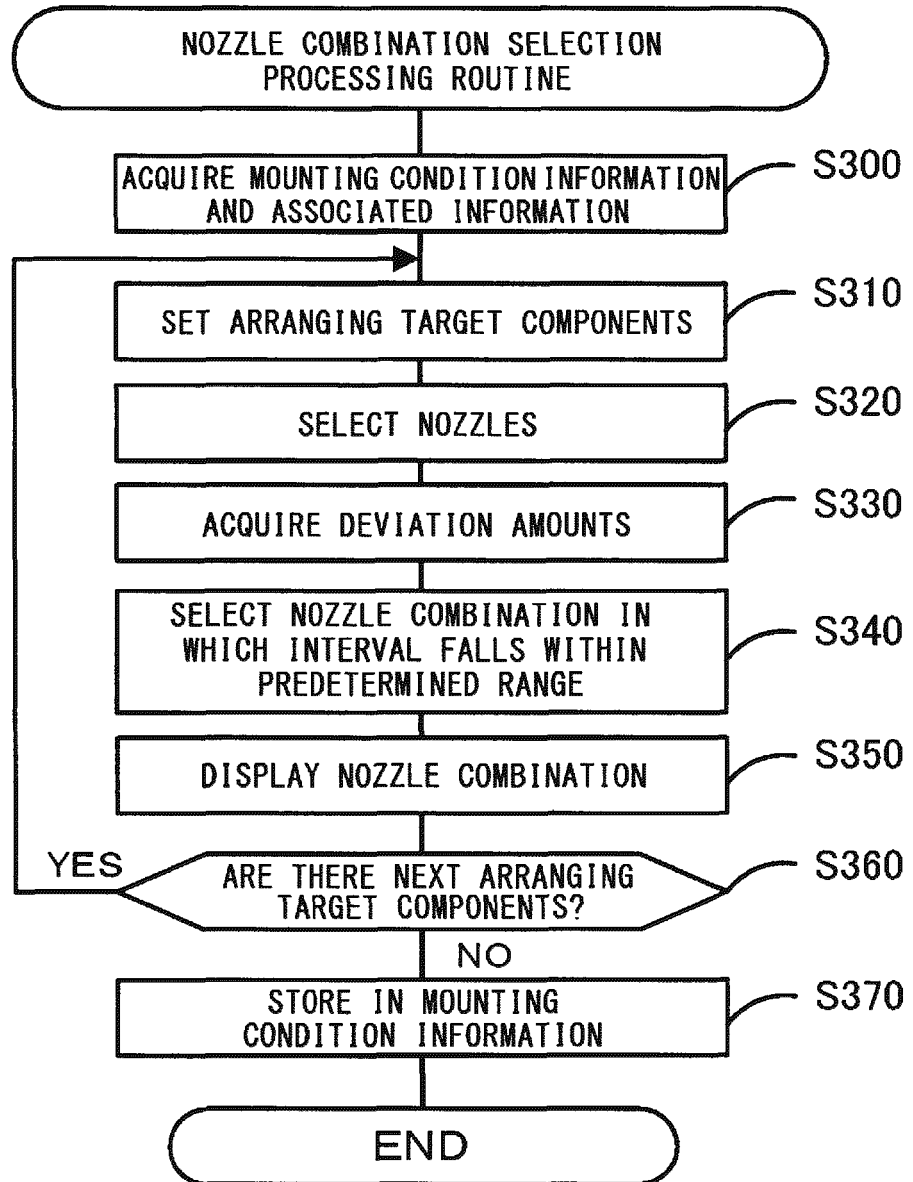 NOZZLE COMBINATION SELECTION
PROCESSING ROUTINE
ACQUIRE MOUNTING CONDITION INFORMATION
AND ASSOCIATED INFORMATION
S300
SET ARRANGING TARGET COMPONENTS
S310
SELECT NOZZLES
S320
ACQUIRE DEVIATION AMOUNTS
S330
SELECT NOZZLE COMBINATION IN
WHICH INTERVAL FALLS WITHIN
PREDETERMINED RANGE
S340
DISPLAY NOZZLE COMBINATION
S350
YES
ARE THERE NEXT ARRANGING
TARGET COMPONENTS?
S360
NO
STORE IN MOUNTING
CONDITION INFORMATION
S370
END